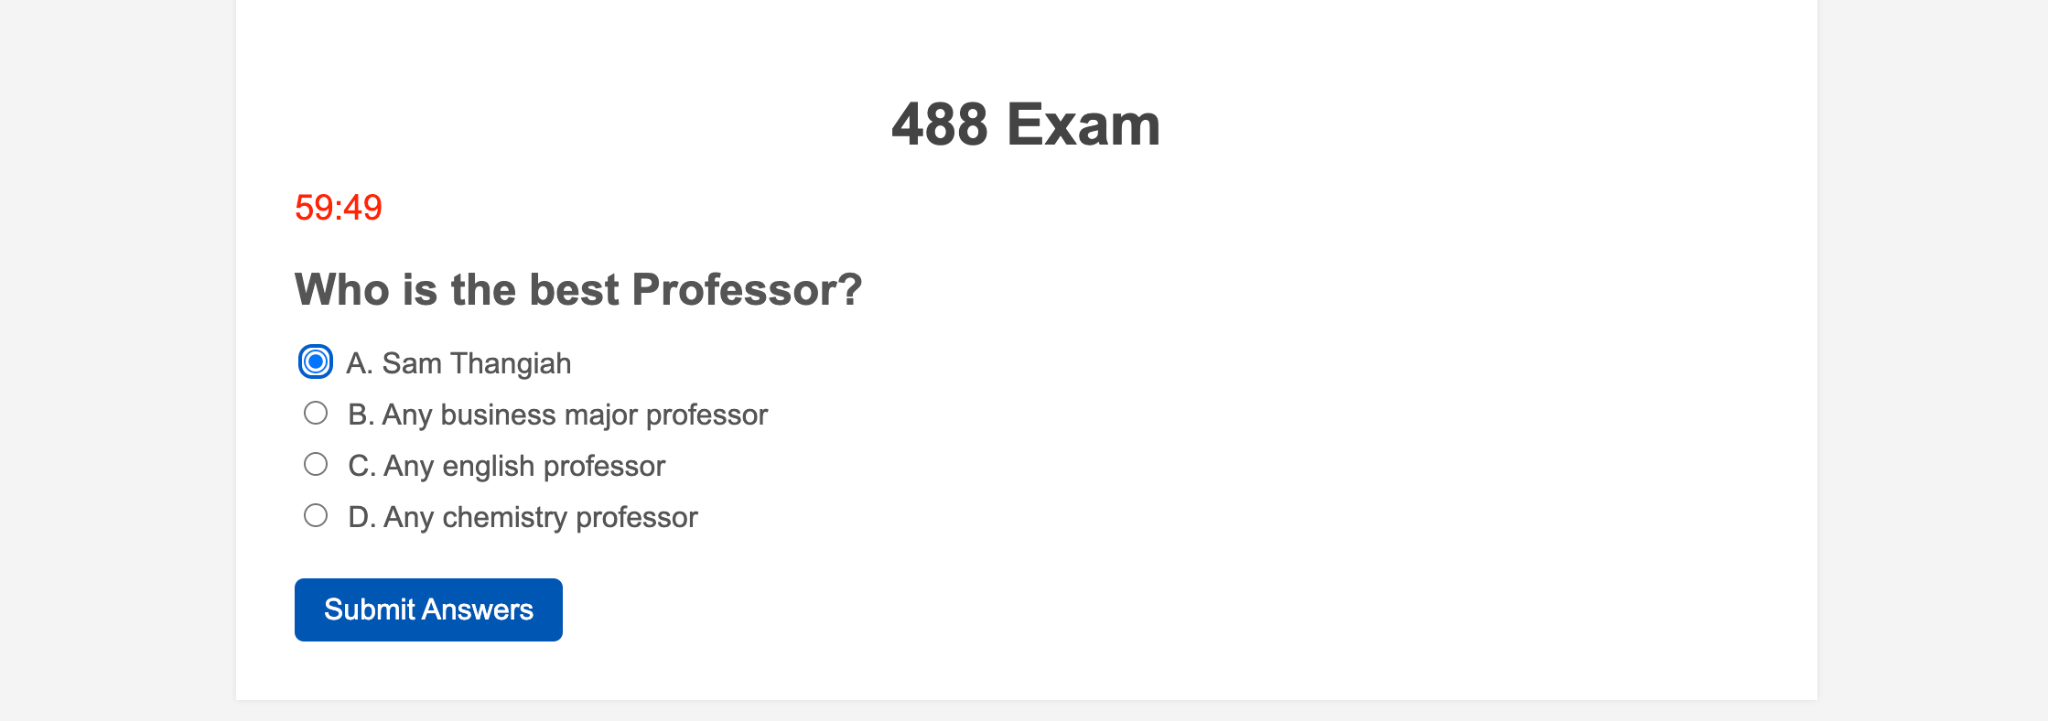 488 Exam
59:49
Who is the best Professor?
A. Sam Thangiah
B. Any business major professor
C. Any english professor
D. Any chemistry professor
Submit Answers